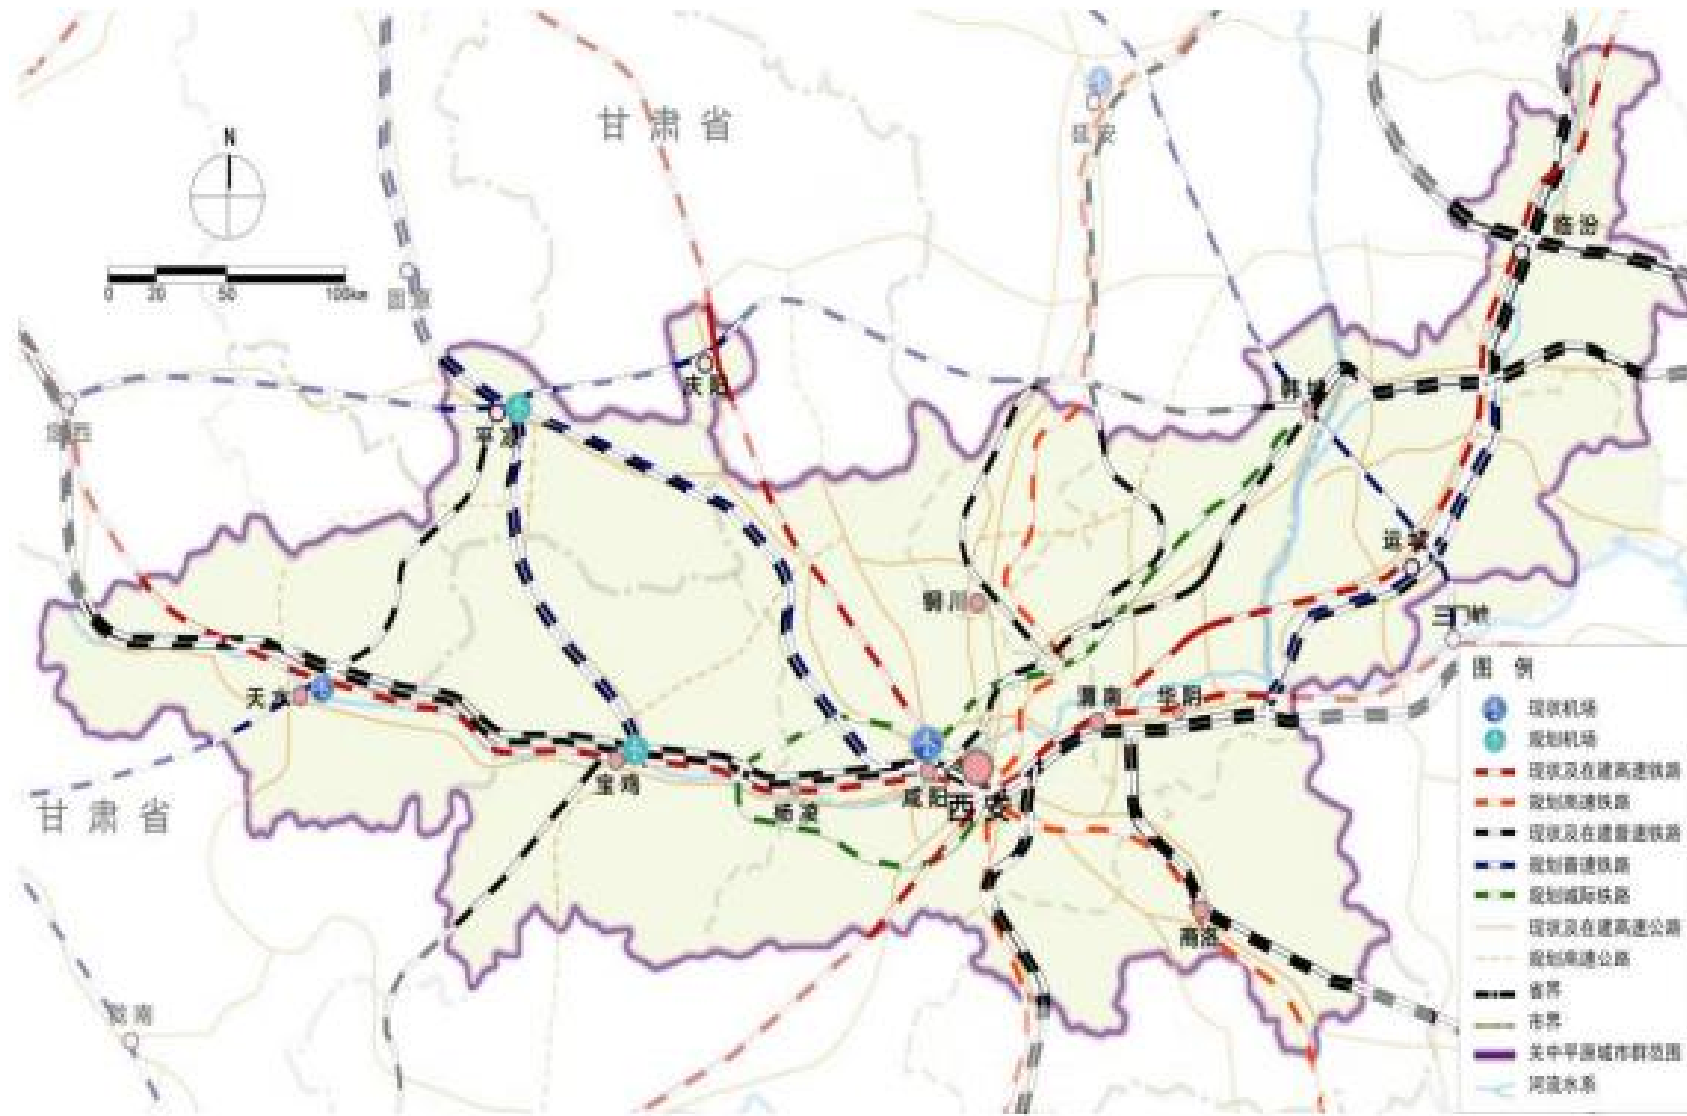 甘肃省
延安
N
临汾
0 20 50 100km
固原
庆阳
韩城
平凉
定西
运城
铜川
三门峡
天水
渭南
华阴
宝鸡
杨凌
咸阳
西安
甘肃省
商洛
陇南
图 例
现状机场
规划机场
现状及在建高速铁路
规划高速铁路
现状及在建普速铁路
规划普速铁路
规划城际铁路
现状及在建高速公路
规划高速公路
省界
市界
关中平原城市群范围
河流水系